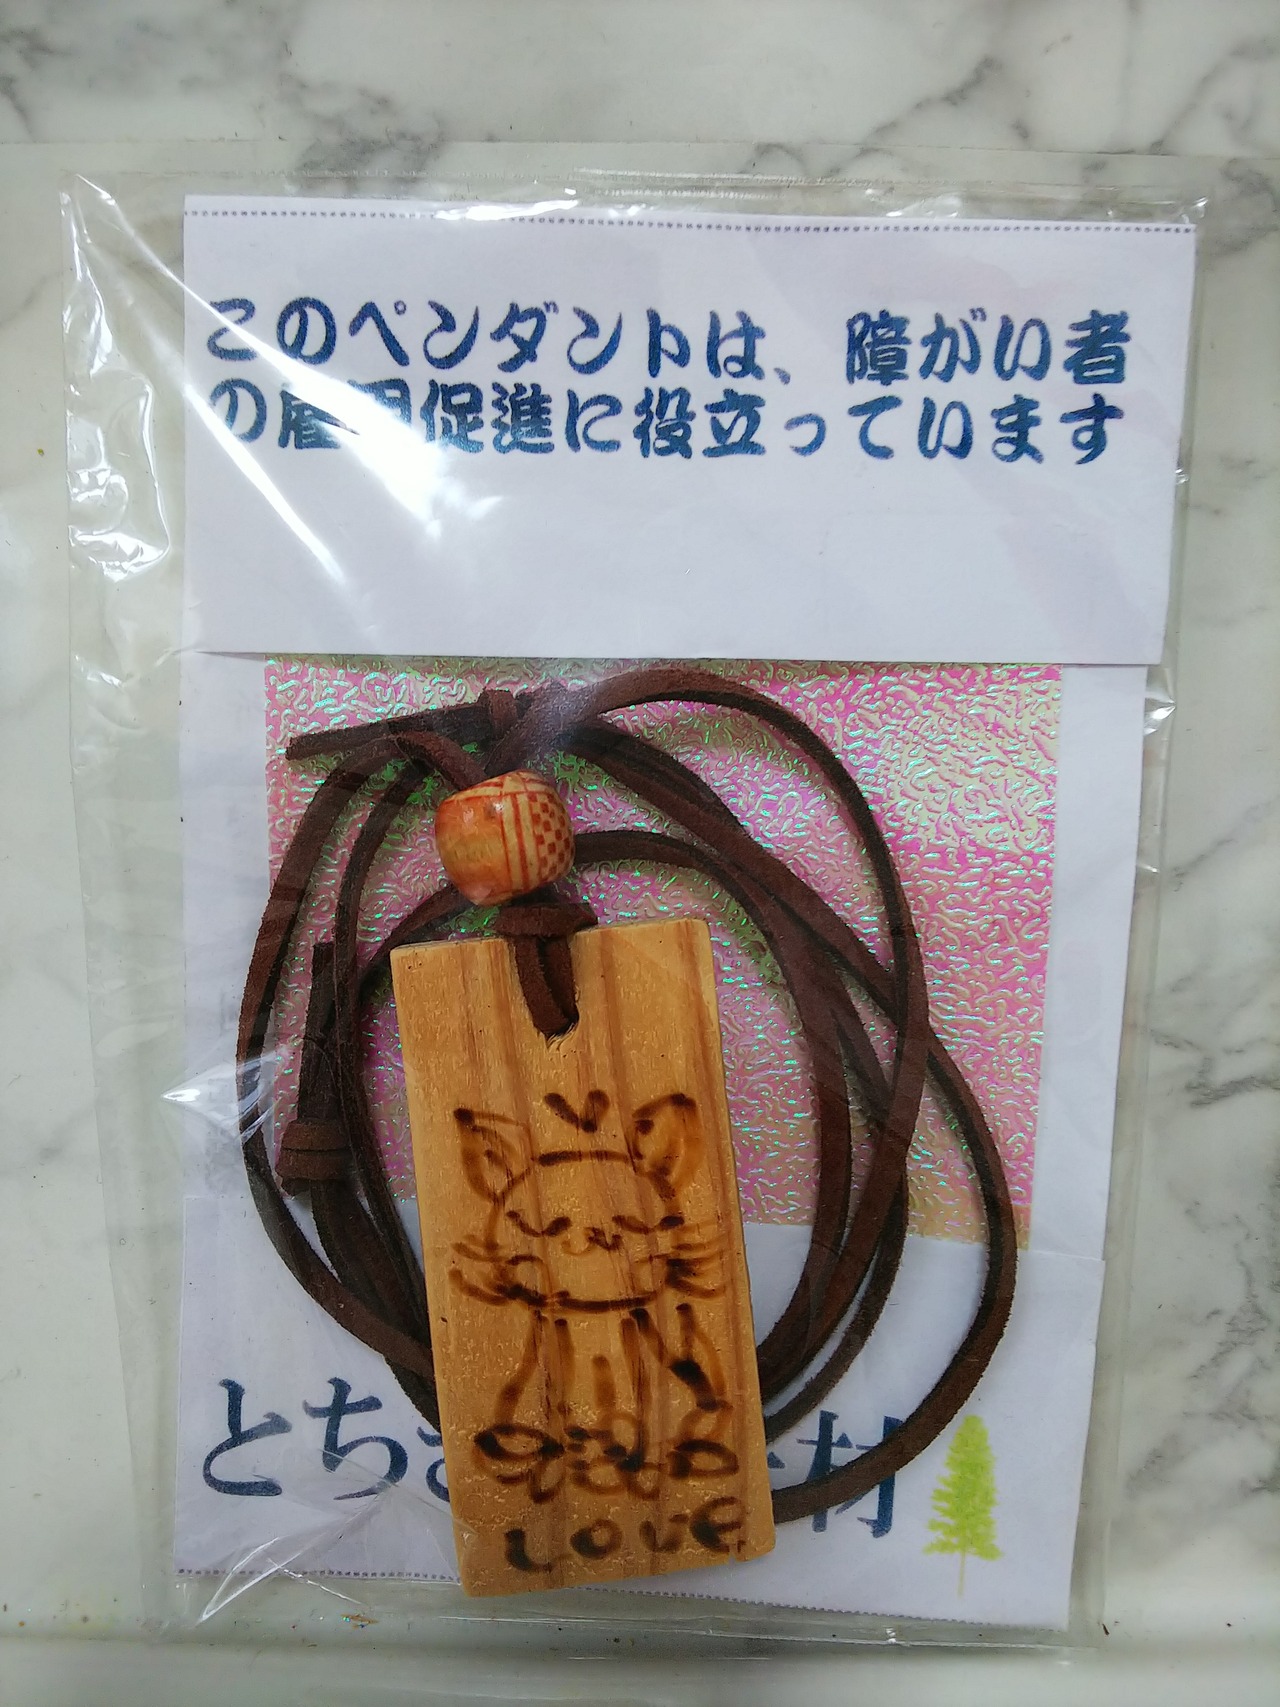 このペンダントは、障がい者
の雇用促進に役立っています
とち
材
LOVE